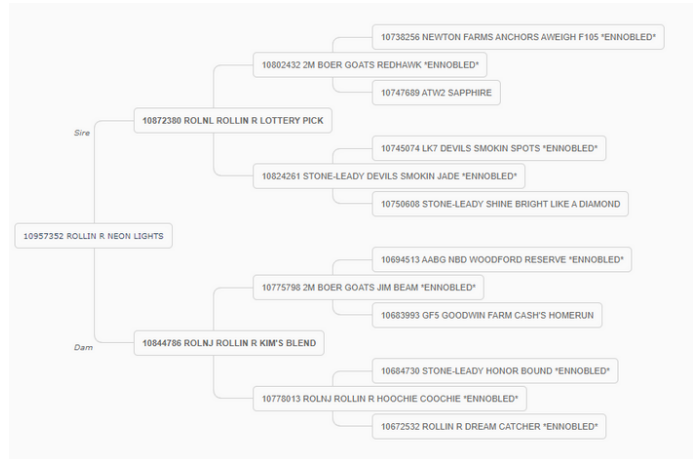 10738256 NEWTON FARMS ANCHORS AWEIGH F105 *ENNOBLED*
10802432 2M BOER GOATS REDHAWK *ENNOBLED*
10747689 ATW2 SAPPHIRE
10872380 ROLNL ROLLIN R LOTTERY PICK
Sire
10745074 LK7 DEVILS SMOKIN SPOTS *ENNOBLED*
10824261 STONE-LEADY DEVILS SMOKIN JADE *ENNOBLED*
10750608 STONE-LEADY SHINE BRIGHT LIKE A DIAMOND
10957352 ROLLIN R NEON LIGHTS
10694513 AABG NBD WOODFORD RESERVE *ENNOBLED*
10775798 2M BOER GOATS JIM BEAM *ENNOBLED*
10683993 GF5 GOODWIN FARM CASH'S HOMERUN
10844786 ROLNJ ROLLIN R KIM'S BLEND
Dam
10684730 STONE-LEADY HONOR BOUND *ENNOBLED*
10778013 ROLNJ ROLLIN R HOOCHIE COOCHIE *ENNOBLED*
10672532 ROLLIN R DREAM CATCHER *ENNOBLED*